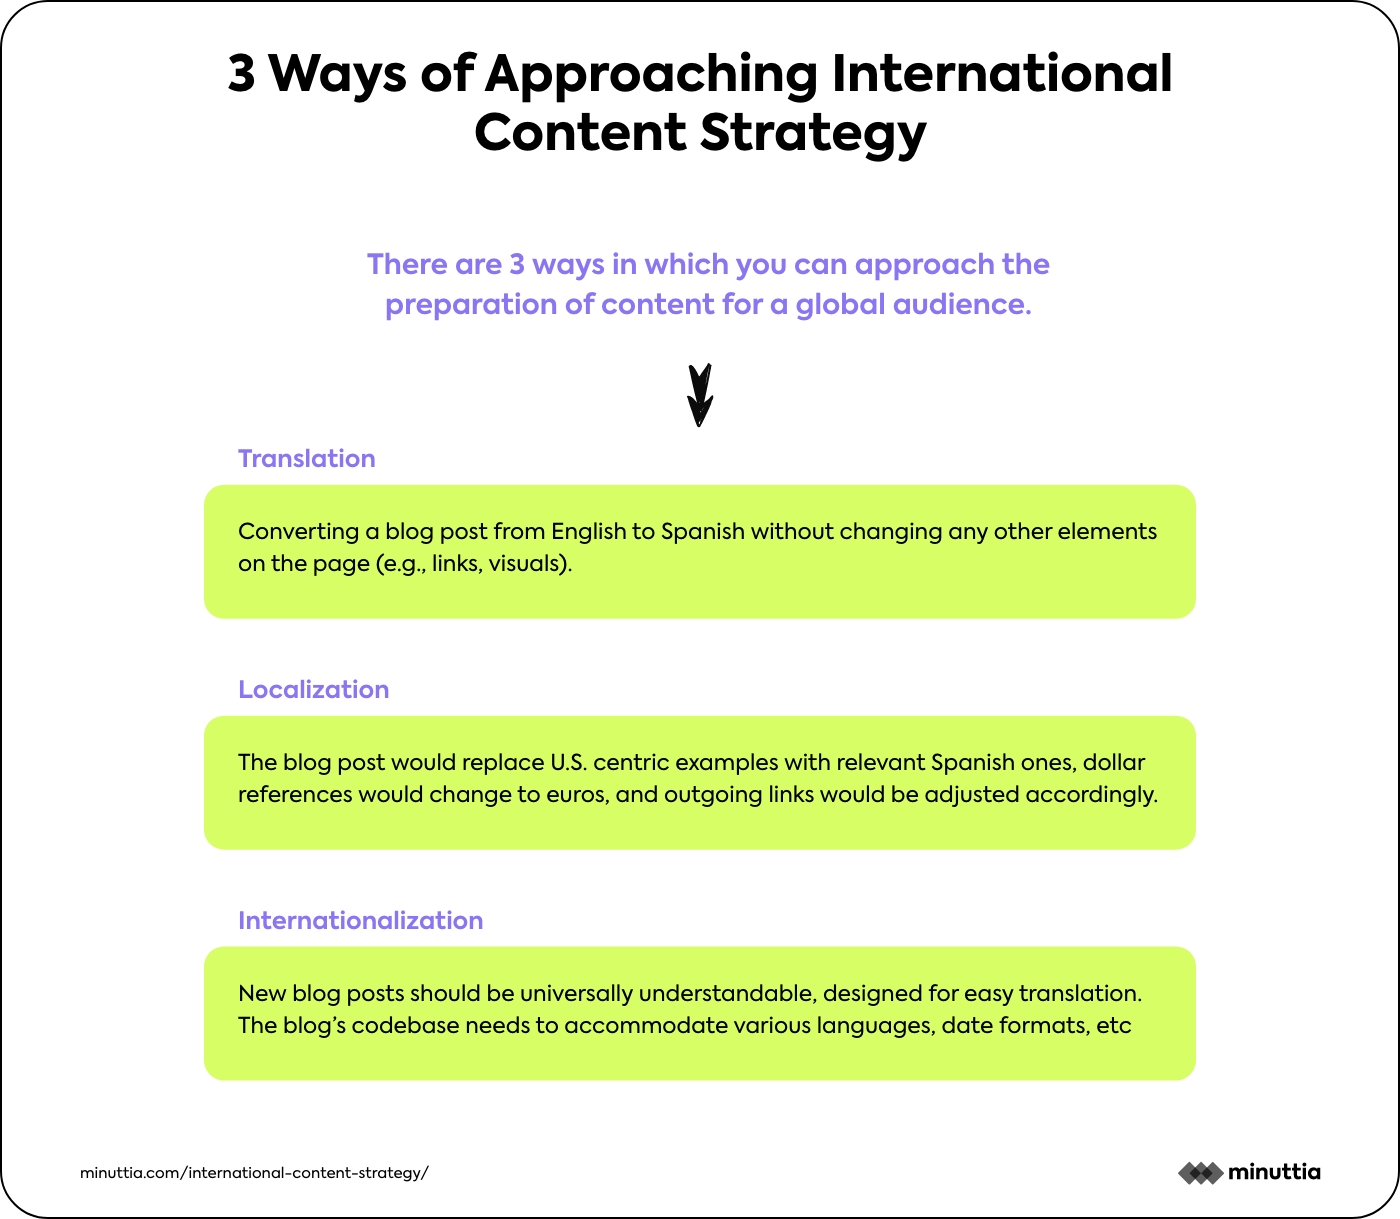 3 Ways of Approaching International
Content Strategy
There are 3 ways in which you can approach the
preparation of content for a global audience.
Translation
Converting a blog post from English to Spanish without changing any other elements
on the page (e.g., links, visuals).
Localization
The blog post would replace U.S. centric examples with relevant Spanish ones, dollar
references would change to euros, and outgoing links would be adjusted accordingly.
Internationalization
New blog posts should be universally understandable, designed for easy translation.
The blog’s codebase needs to accommodate various languages, date formats, etc
minuttia.com/international-content-strategy/
minuttia